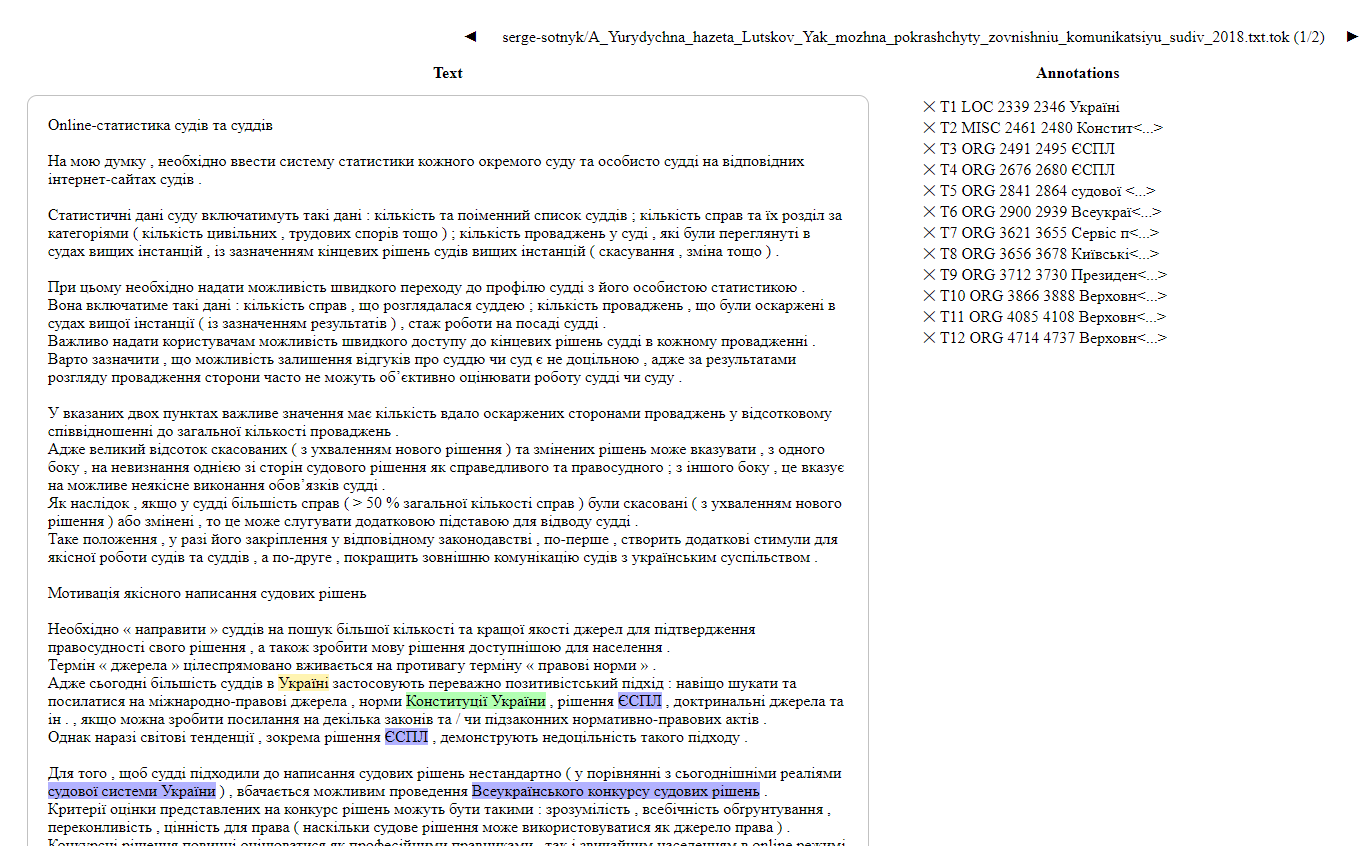 ◄ serge-sotnyk/A_Yurydychna_hazeta_Lutskov_Yak_mozhna_pokrashchyty_zovnishniu_komunikatsiyu_sudiv_2018.txt.tok (1/2) ►
Text
Online-статистика судів та суддів
На мою думку , необхідно ввести систему статистики кожного окремого суду та особисто судді на відповідних
інтернет-сайтах судів .
Статистичні дані суду включатимуть такі дані : кількість та поіменний список суддів ; кількість справ та їх розділ за
категоріями ( кількість цивільних , трудових спорів тощо ) ; кількість проваджень у суді , які були переглянуті в
судах вищих інстанцій , із зазначенням кінцевих рішень судів вищих інстанцій ( скасування , зміна тощо ) .
При цьому необхідно надати можливість швидкого переходу до профілю судді з його особистою статистикою .
Вона включатиме такі дані : кількість справ , що розглядалася суддею ; кількість проваджень , що були оскаржені в
судах вищої інстанції ( із зазначенням результатів ) , стаж роботи на посаді судді .
Важливо надати користувачам можливість швидкого доступу до кінцевих рішень судді в кожному провадженні .
Варто зазначити , що можливість залишення відгуків про суддю чи суд є не доцільною , адже за результатами
розгляду провадження сторони часто не можуть об’єктивно оцінювати роботу судді чи суду .
У вказаних двох пунктах важливе значення має кількість вдало оскаржених сторонами проваджень у відсотковому
співвідношенні до загальної кількості проваджень .
Адже великий відсоток скасованих ( з ухваленням нового рішення ) та змінених рішень може вказувати , з одного
боку , на невизнання однією зі сторін судового рішення як справедливого та правосудного ; з іншого боку , це вказує
на можливе неякісне виконання обов’язків судді .
Як наслідок , якщо у судді більшість справ ( > 50 % загальної кількості справ ) були скасовані ( з ухваленням нового
рішення ) або змінені , то це може слугувати додатковою підставою для відводу судді .
Таке положення , у разі його закріплення у відповідному законодавстві , по-перше , створить додаткові стимули для
якісної роботи судів та суддів , а по-друге , покращить зовнішню комунікацію судів з українським суспільством .
Мотивація якісного написання судових рішень
Необхідно « направити » суддів на пошук більшої кількості та кращої якості джерел для підтвердження
правосудності свого рішення , а також зробити мову рішення доступнішою для населення .
Термін « джерела » цілеспрямовано вживається на противагу терміну « правові норми » .
Адже сьогодні більшість суддів в Україні застосовують переважно позитивістський підхід : навіщо шукати та
посилатися на міжнародно-правові джерела , норми Конституції України , рішення ЄСПЛ , доктринальні джерела та
ін . , якщо можна зробити посилання на декілька законів та / чи підзаконних нормативно-правових актів .
Однак наразі світові тенденції , зокрема рішення ЄСПЛ , демонструють недоцільність такого підходу .
Для того , щоб судді підходили до написання судових рішень нестандартно ( у порівнянні з сьогоднішніми реаліями
судової системи України ) , вбачається можливим проведення Всеукраїнського конкурсу судових рішень .
Критерії оцінки представлених на конкурс рішень можуть бути такими : зрозумілість , всебічність обґрунтування ,
переконливість , цінність для права ( наскільки судове рішення може використовуватися як джерело права ) .
Конкурсні рішення повинні оцінюватися як професійними правниками , так і звичайним населенням в online режимі
Annotations
T1 LOC 2339 2346 Україні
T2 MISC 2461 2480 Констит<...>
T3 ORG 2491 2495 ЄСПЛ
T4 ORG 2676 2680 ЄСПЛ
T5 ORG 2841 2864 судової <...>
T6 ORG 2900 2939 Всеукраї<...>
T7 ORG 3621 3655 Сервіс п<...>
T8 ORG 3656 3678 Київські<...>
T9 ORG 3712 3730 Президен<...>
T10 ORG 3866 3888 Верховн<...>
T11 ORG 4085 4108 Верховн<...>
T12 ORG 4714 4737 Верховн<...>